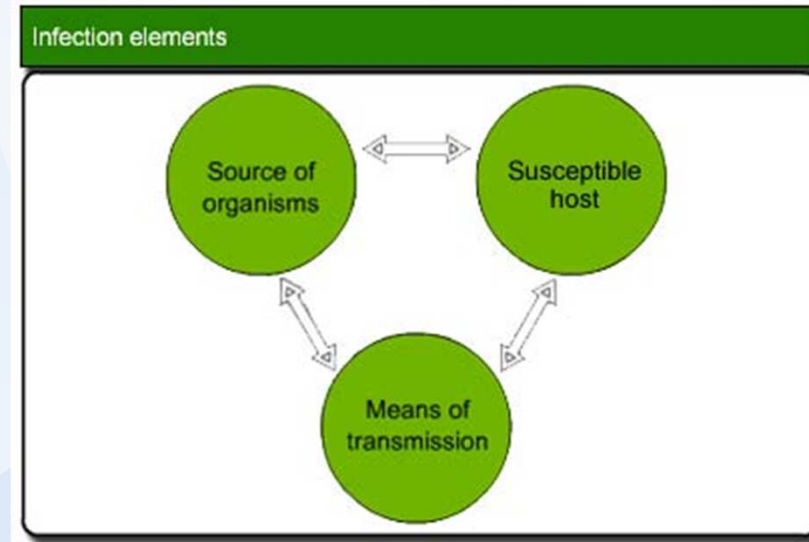 Infection elements
Source of
organisms
Susceptible
host
Means of
transmission